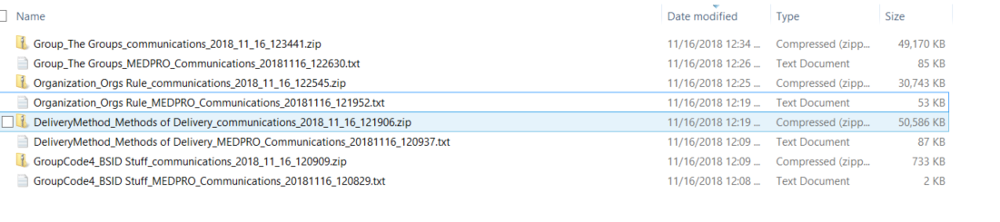 Name Date modified Type Size
Group_The Groups_communications_2018_11_16_123441.zip 11/16/2018 12:34 ... Compressed (zipp... 49,170 KB
Group_The Groups_MEDPRO_Communications_20181116_122630.txt 11/16/2018 12:26 ... Text Document 85 KB
Organization_Orgs Rule_communications_2018_11_16_122545.zip 11/16/2018 12:25 ... Compressed (zipp... 30,743 KB
Organization_Orgs Rule_MEDPRO_Communications_20181116_121952.txt 11/16/2018 12:19 ... Text Document 53 KB
DeliveryMethod_Methods of Delivery_communications_2018_11_16_121906.zip 11/16/2018 12:19 ... Compressed (zipp... 50,586 KB
DeliveryMethod_Methods of Delivery_MEDPRO_Communications_20181116_120937.txt 11/16/2018 12:09 ... Text Document 87 KB
GroupCode4_BSID Stuff_communications_2018_11_16_120909.zip 11/16/2018 12:09 ... Compressed (zipp... 733 KB
GroupCode4_BSID Stuff_MEDPRO_Communications_20181116_120829.txt 11/16/2018 12:08 ... Text Document 2 KB